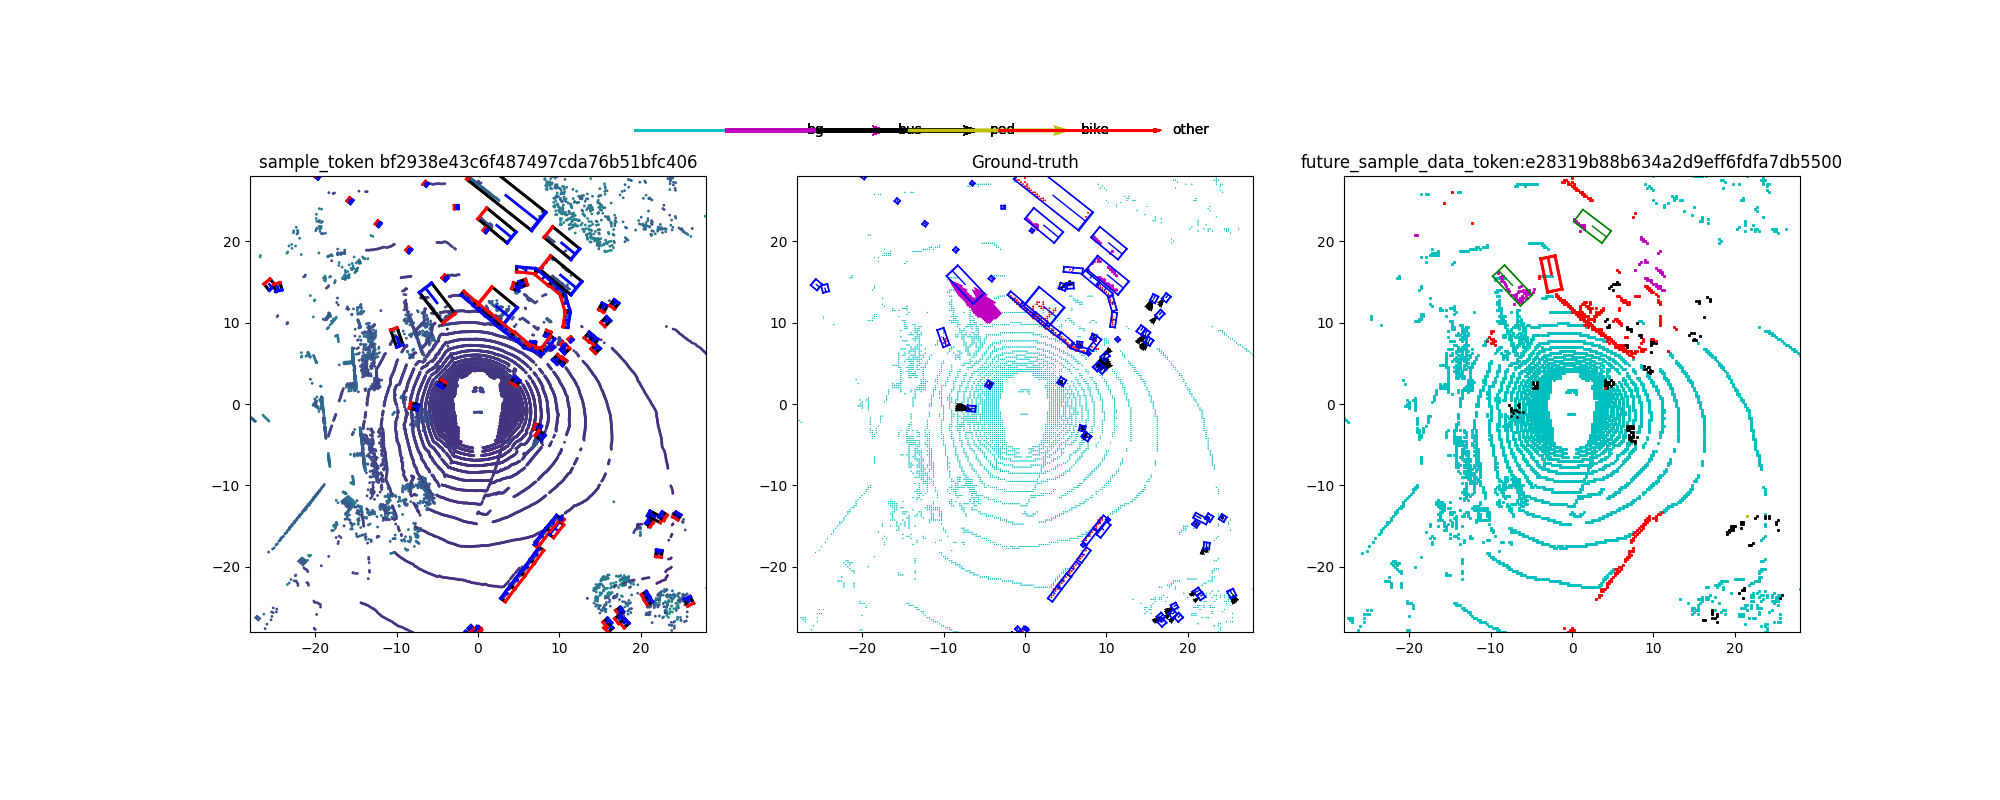 bg bus ped bike other
sample_token bf2938e43c6f487497cda76b51bfc406
Ground-truth
future_sample_data_token:e28319b88b634a2d9eff6fdfa7db5500
20
10
0
−10
−20
−20 −10 0 10 20
20
10
0
−10
−20
−20 −10 0 10 20
20
10
0
−10
−20
−20 −10 0 10 20